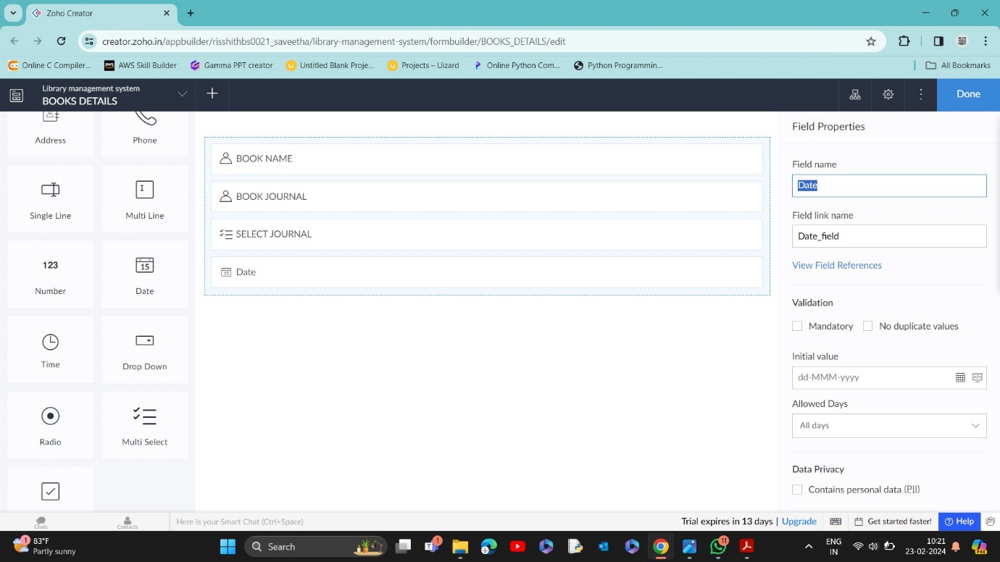 Zoho Creator
creator.zoho.in/appbuilder/risshithbs0021_saveetha/library-management-system/formbuilder/BOOKS_DETAILS/edit
Online C Compiler...
AWS Skill Builder
Gamma PPT creator
Untitled Blank Proje...
Projects – Uizard
Online Python Com...
Python Programmin...
All Bookmarks
Library management system
BOOKS DETAILS
Done
Address
Phone
Single Line
Multi Line
123
Number
15
Date
Time
Drop Down
Radio
Multi Select
BOOK NAME
BOOK JOURNAL
SELECT JOURNAL
15 Date
Field Properties
Field name
Date
Field link name
Date_field
View Field References
Validation
Mandatory
No duplicate values
Initial value
dd-MMM-yyyy
Allowed Days
All days
Data Privacy
Contains personal data (PII)
Chats
Contacts
Here is your Smart Chat (Ctrl+Space)
Trial expires in 13 days | Upgrade
Get started faster!
Help
1
83°F
Partly sunny
Search
1
11
ENG
IN
10:21
23-02-2024
PRE